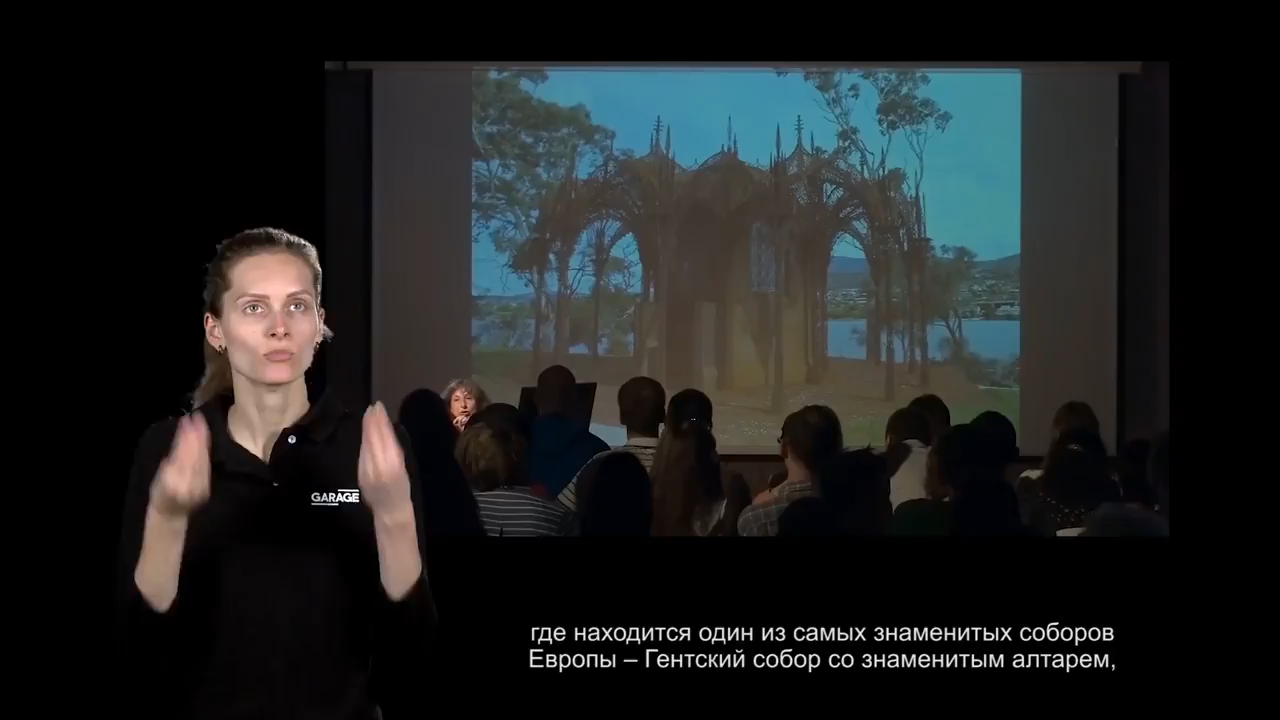 GARAGE
где находится один из самых знаменитых соборов
Европы – Гентский собор со знаменитым алтарем,